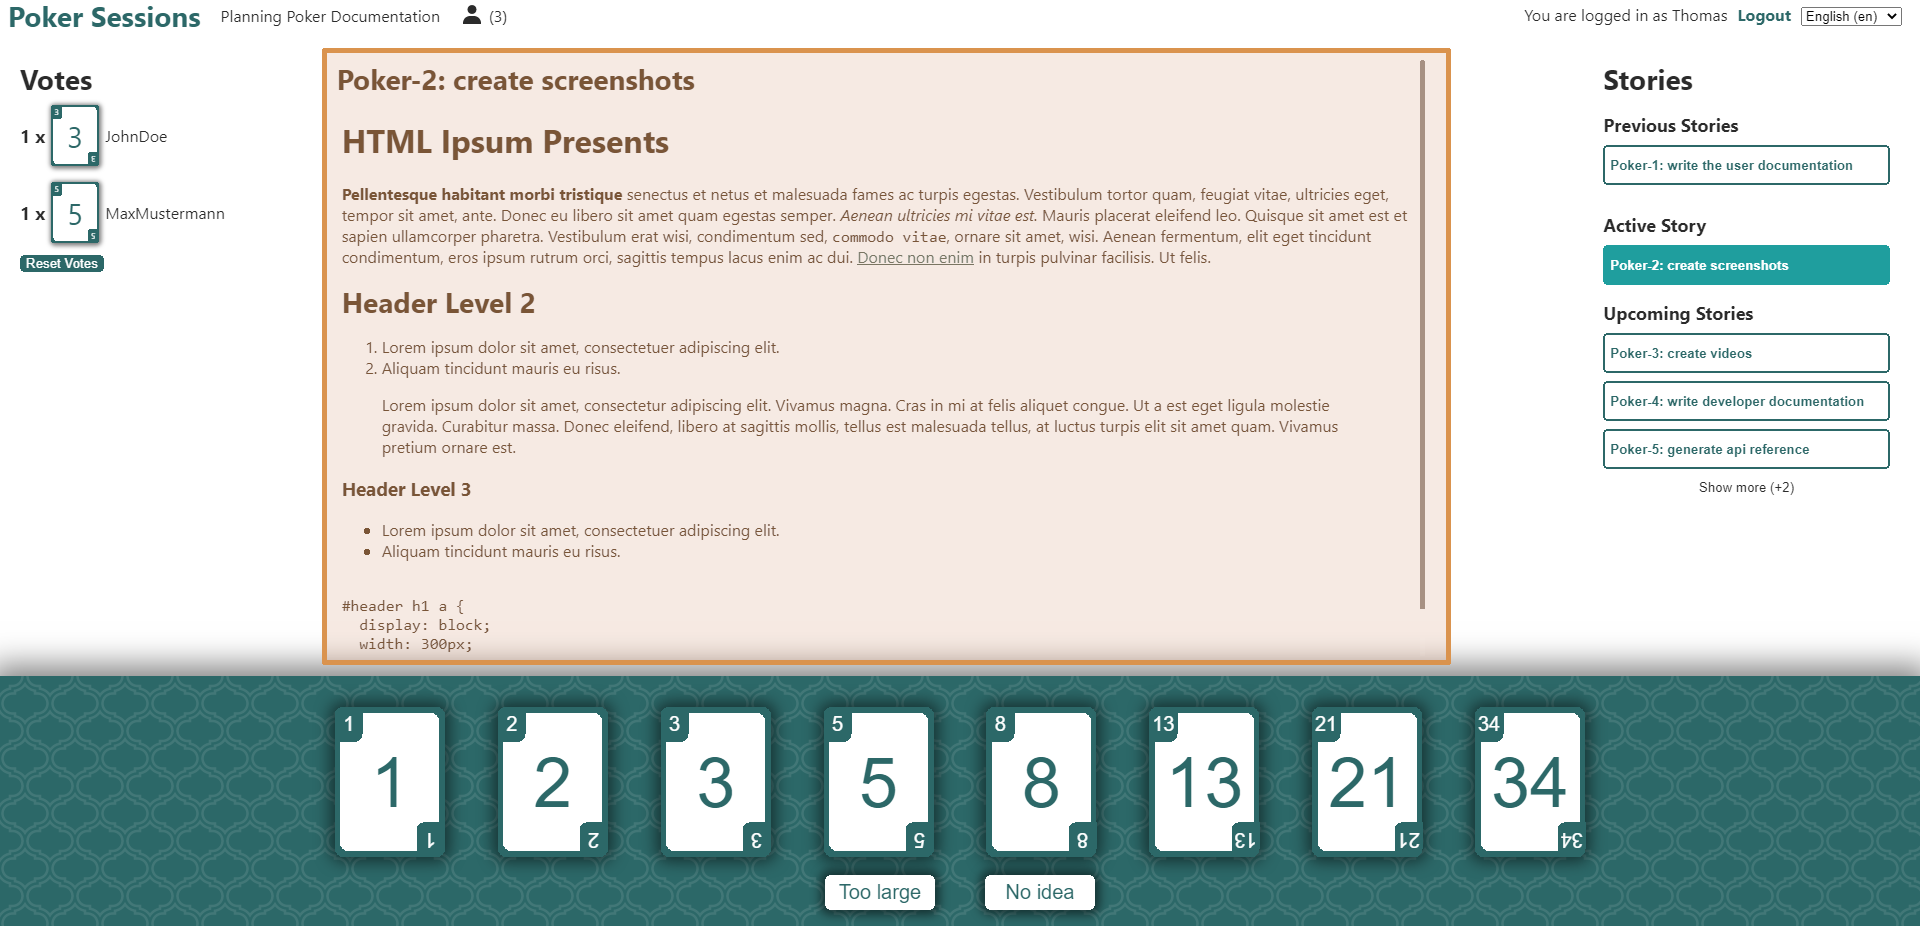 Poker Sessions
Planning Poker Documentation
(3)
You are logged in as Thomas
Logout
English (en)
Votes
1 x
3
3
3
JohnDoe
1 x
5
5
5
MaxMustermann
Reset Votes
Poker-2: create screenshots
HTML Ipsum Presents
Pellentesque habitant morbi tristique senectus et netus et malesuada fames ac turpis egestas. Vestibulum tortor quam, feugiat vitae, ultricies eget,
tempor sit amet, ante. Donec eu libero sit amet quam egestas semper. Aenean ultricies mi vitae est. Mauris placerat eleifend leo. Quisque sit amet est et
sapien ullamcorper pharetra. Vestibulum erat wisi, condimentum sed, commodo vitae, ornare sit amet, wisi. Aenean fermentum, elit eget tincidunt
condimentum, eros ipsum rutrum orci, sagittis tempus lacus enim ac dui. Donec non enim in turpis pulvinar facilisis. Ut felis.
Header Level 2
1. Lorem ipsum dolor sit amet, consectetuer adipiscing elit.
2. Aliquam tincidunt mauris eu risus.
Lorem ipsum dolor sit amet, consectetur adipiscing elit. Vivamus magna. Cras in mi at felis aliquet congue. Ut a est eget ligula molestie
gravida. Curabitur massa. Donec eleifend, libero at sagittis mollis, tellus est malesuada tellus, at luctus turpis elit sit amet quam. Vivamus
pretium ornare est.
Header Level 3
• Lorem ipsum dolor sit amet, consectetuer adipiscing elit.
• Aliquam tincidunt mauris eu risus.
#header h1 a {
  display: block;
  width: 300px;
Stories
Previous Stories
Poker-1: write the user documentation
Active Story
Poker-2: create screenshots
Upcoming Stories
Poker-3: create videos
Poker-4: write developer documentation
Poker-5: generate api reference
Show more (+2)
1
1
1
2
2
2
3
3
3
5
5
5
8
8
8
13
13
13
21
21
21
34
34
34
Too large
No idea